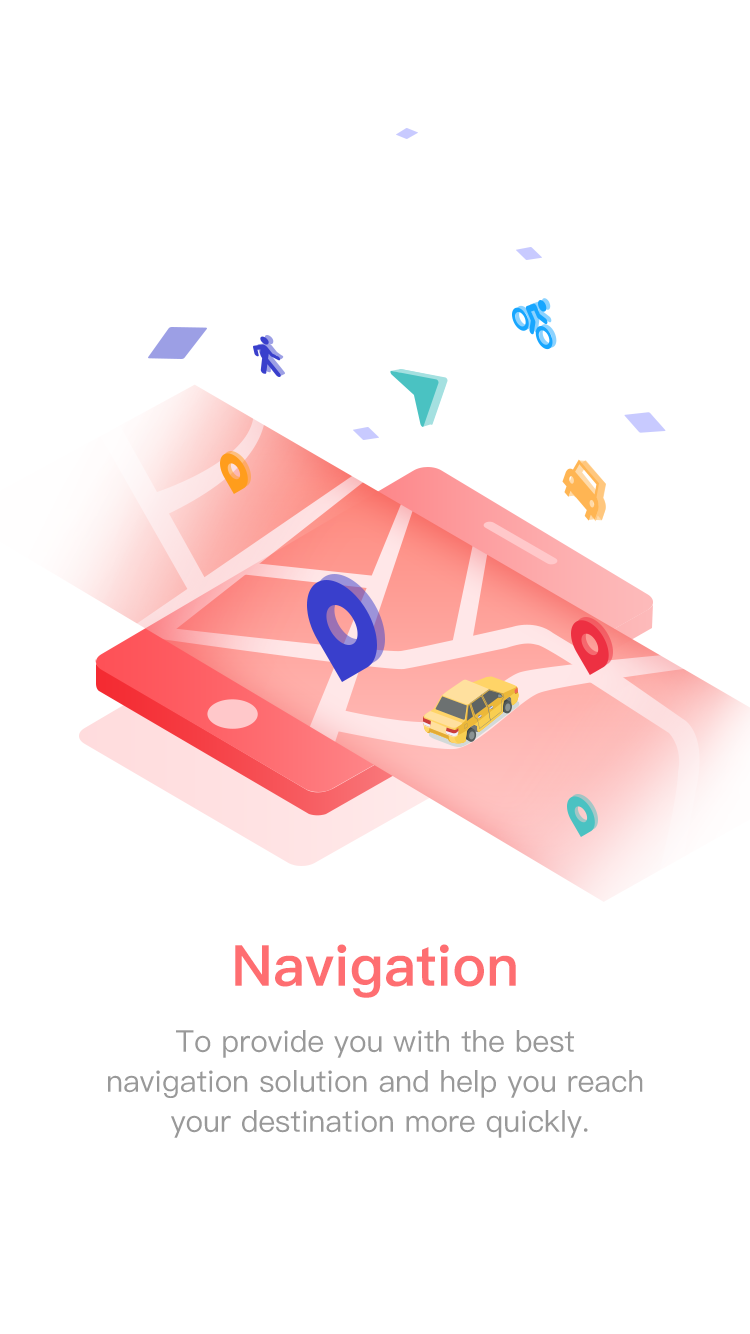 Navigation
To provide you with the best
navigation solution and help you reach
your destination more quickly.